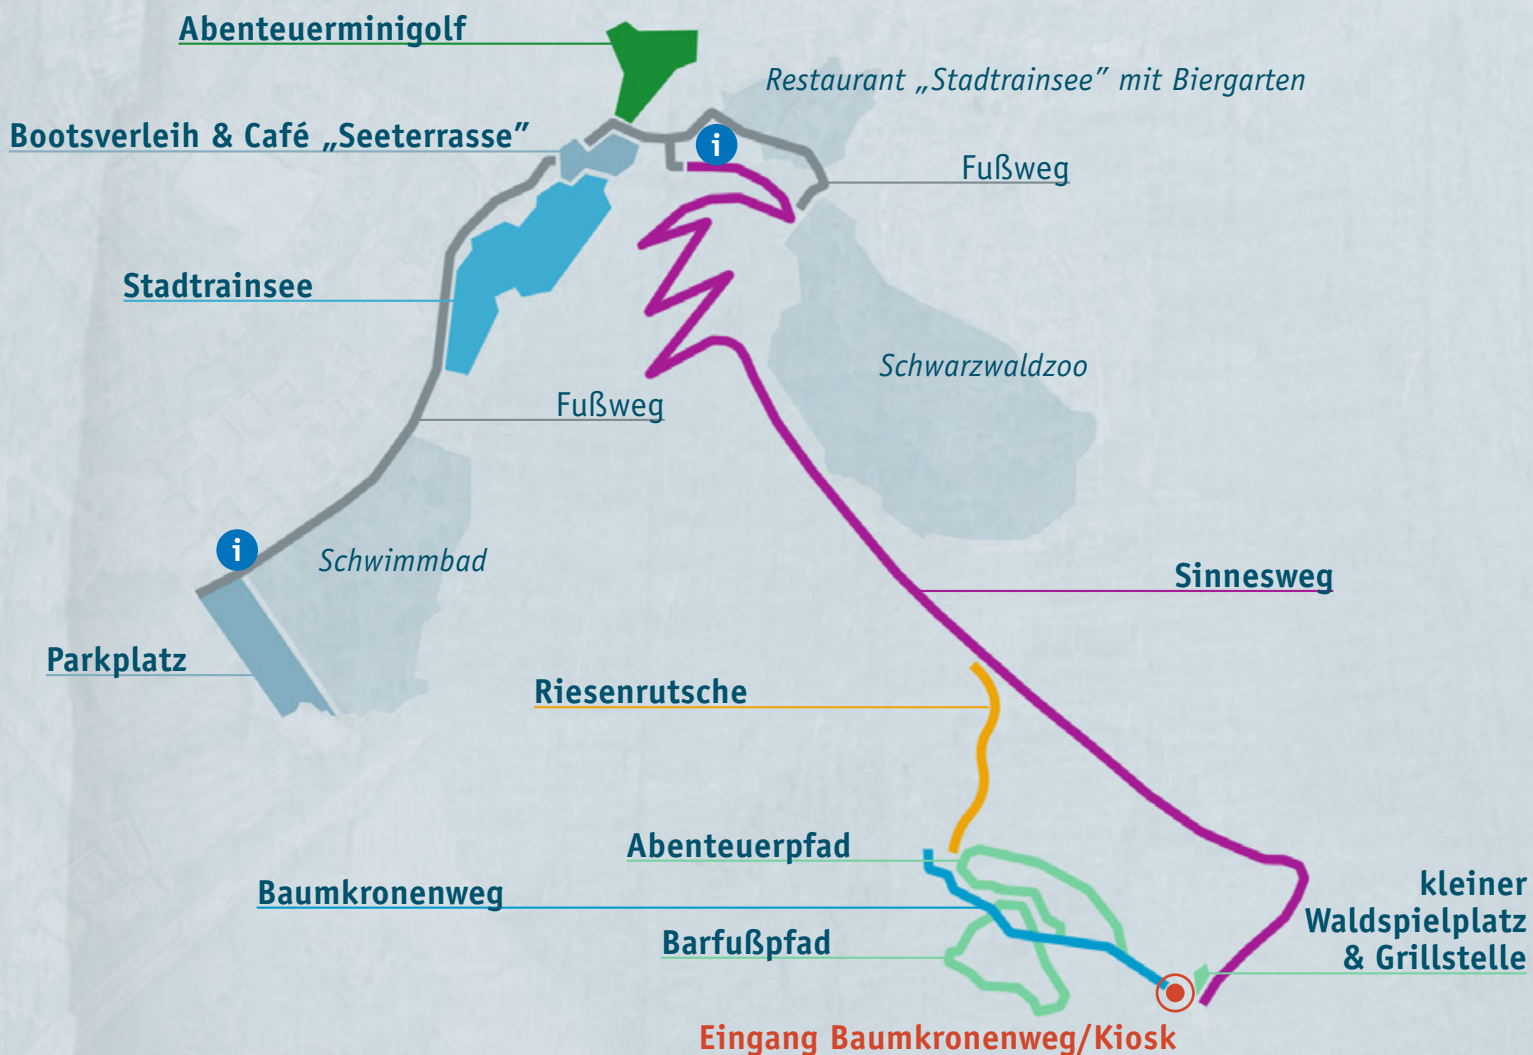 Abenteuerminigolf
Restaurant „Stadtrainsee” mit Biergarten
Bootsverleih & Café „Seeterrasse”
i
Fußweg
Stadtrainsee
Schwarzwaldzoo
Fußweg
i
Schwimmbad
Sinnesweg
Parkplatz
Riesenrutsche
Abenteuerpfad
Baumkronenweg
kleiner
Waldspielplatz
& Grillstelle
Barfußpfad
Eingang Baumkronenweg/Kiosk